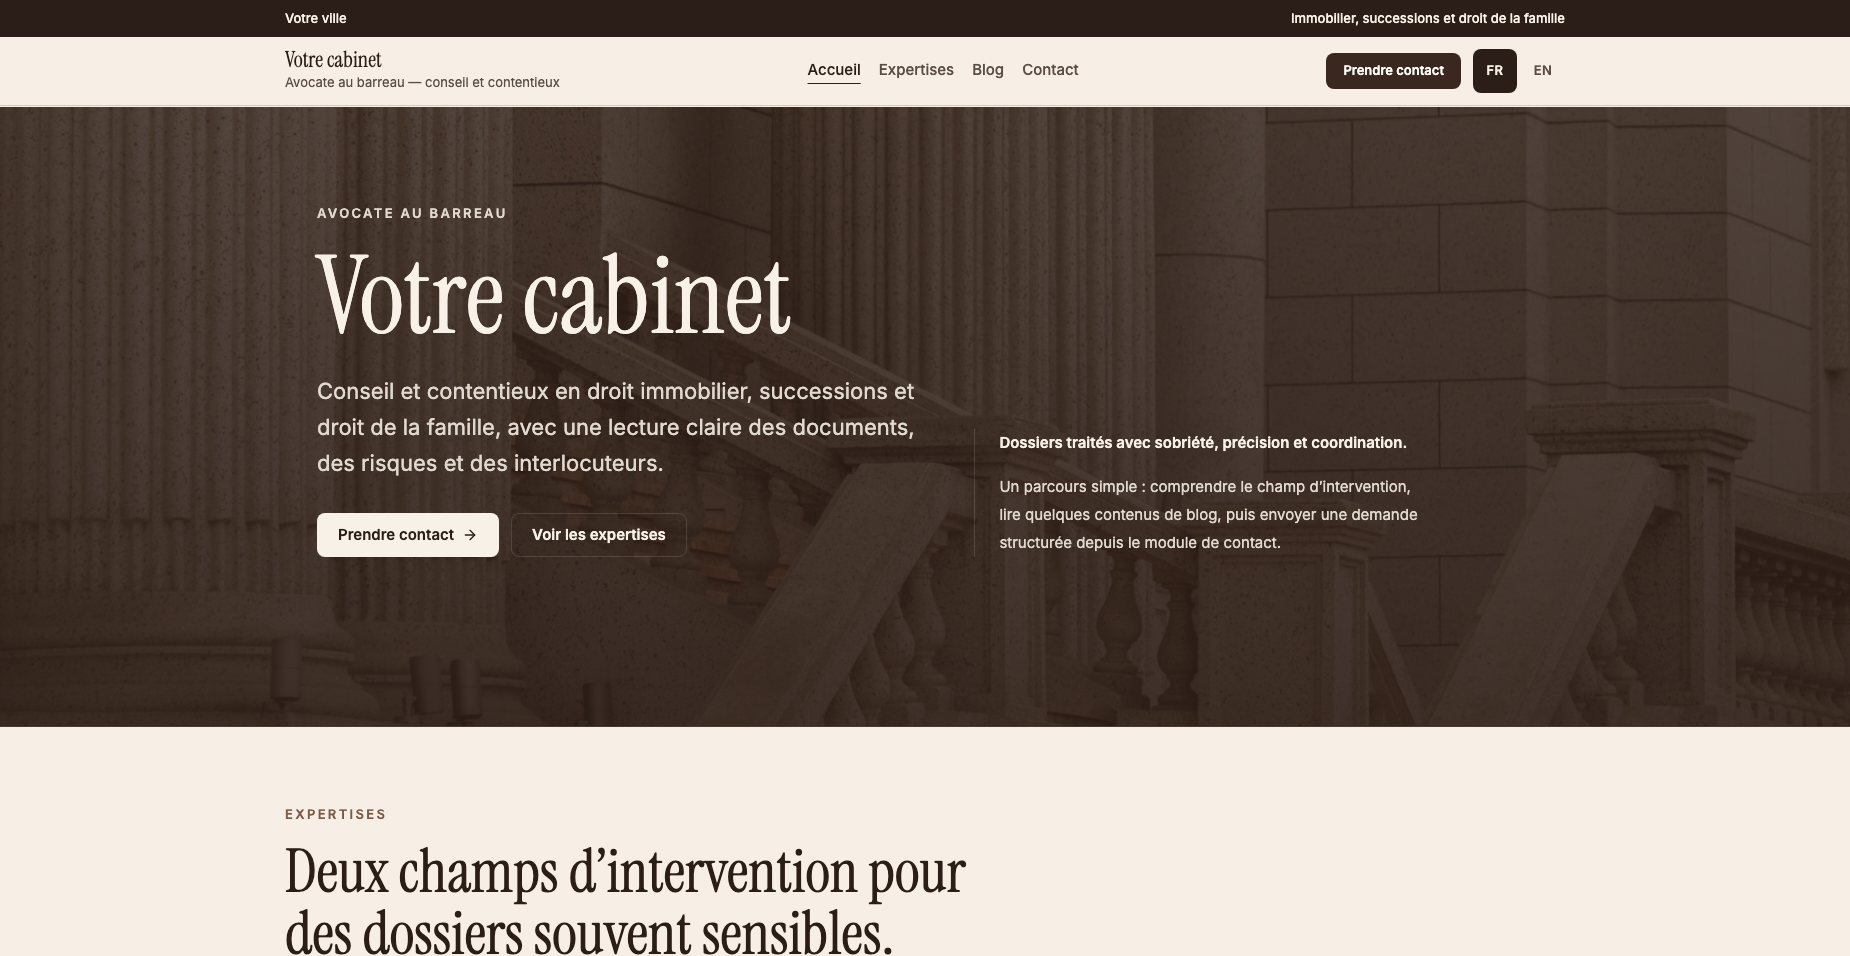 Votre ville
Immobilier, successions et droit de la famille
Votre cabinet
Avocate au barreau — conseil et contentieux
Accueil
Expertises
Blog
Contact
Prendre contact
FR
EN
AVOCATE AU BARREAU
Votre cabinet
Conseil et contentieux en droit immobilier, successions et
droit de la famille, avec une lecture claire des documents,
des risques et des interlocuteurs.
Prendre contact →
Voir les expertises
Dossiers traités avec sobriété, précision et coordination.
Un parcours simple : comprendre le champ d’intervention,
lire quelques contenus de blog, puis envoyer une demande
structurée depuis le module de contact.
EXPERTISES
Deux champs d’intervention pour
des dossiers souvent sensibles.